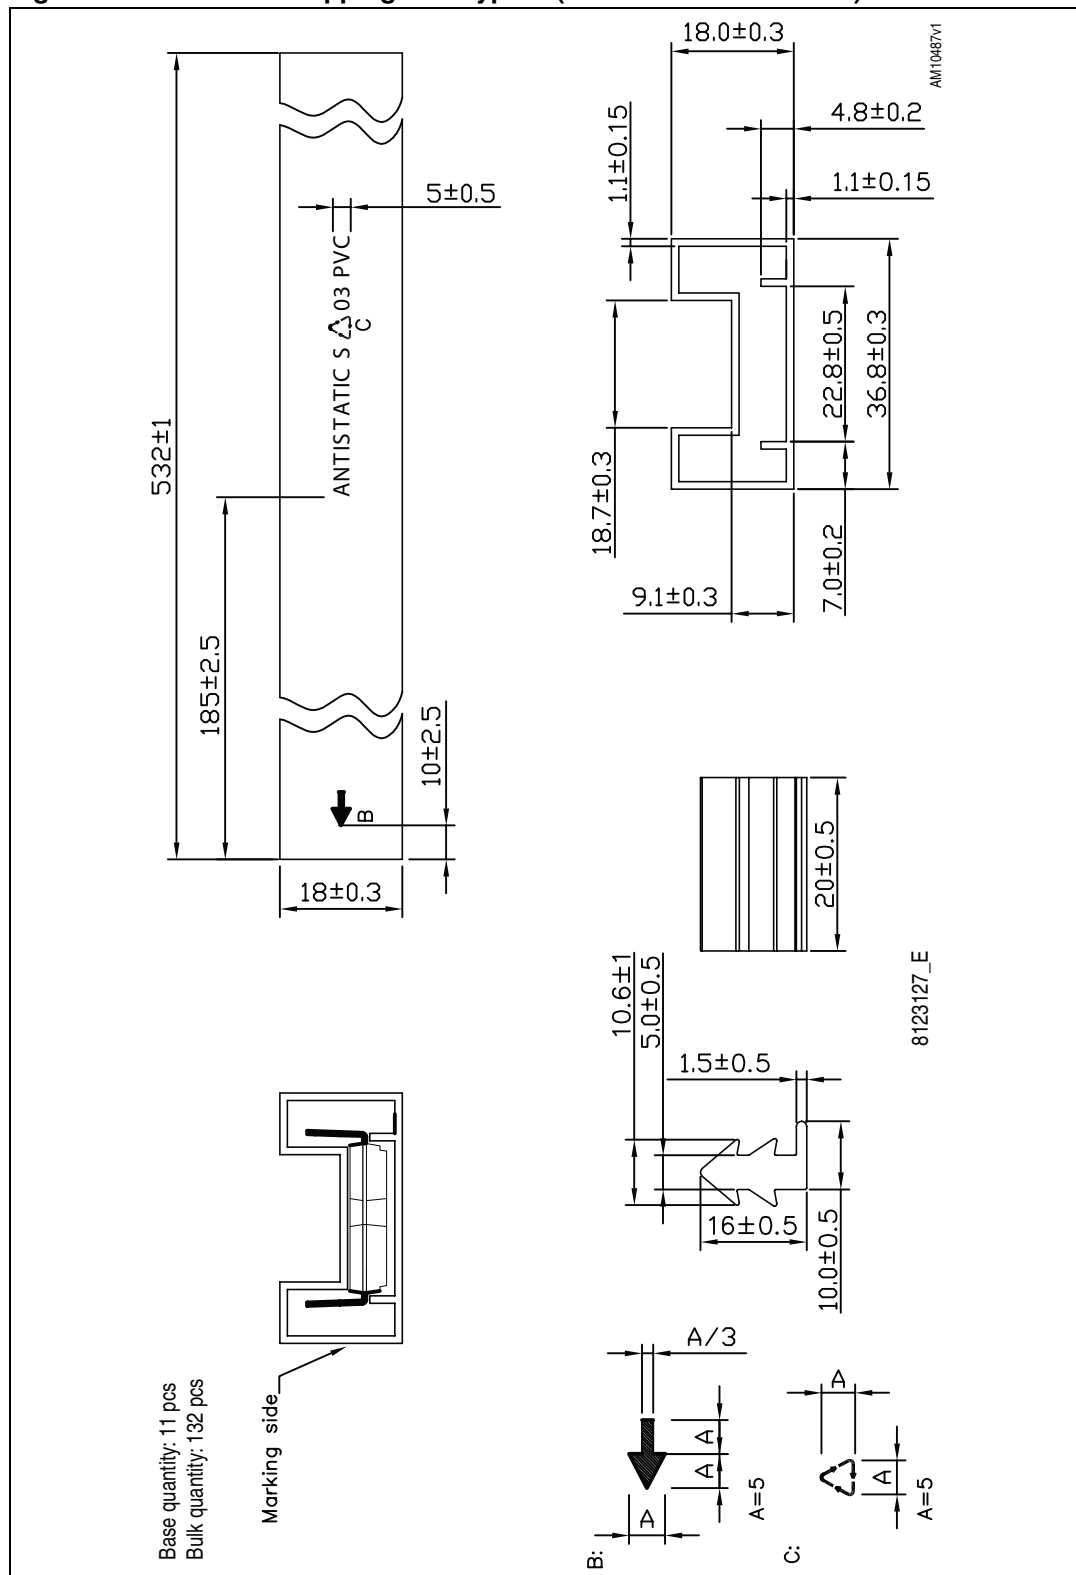 18.0±0.3
AM10487v1
4.8±0.2
1.1±0.15
1.1±0.15
5±0.5
ANTISTATIC S 03 PVC
C
532±1
185±2.5
10±2.5
B
18±0.3
22.8±0.5
36.8±0.3
18.7±0.3
7.0±0.2
9.1±0.3
20±0.5
8123127_E
10.6±1
5.0±0.5
1.5±0.5
16±0.5
10.0±0.5
Base quantity: 11 pcs
Bulk quantity: 132 pcs
Marking side
B:
A/3
A
A
A
A=5
C:
A
A
A=5